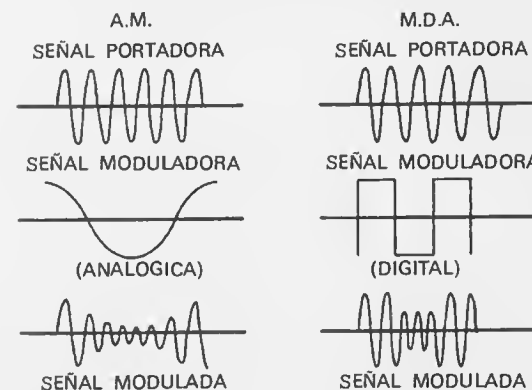 A.M.
SEÑAL PORTADORA
SEÑAL MODULADORA
(ANALOGICA)
SEÑAL MODULADA
M.D.A.
SEÑAL PORTADORA
SEÑAL MODULADORA
(DIGITAL)
SEÑAL MODULADA